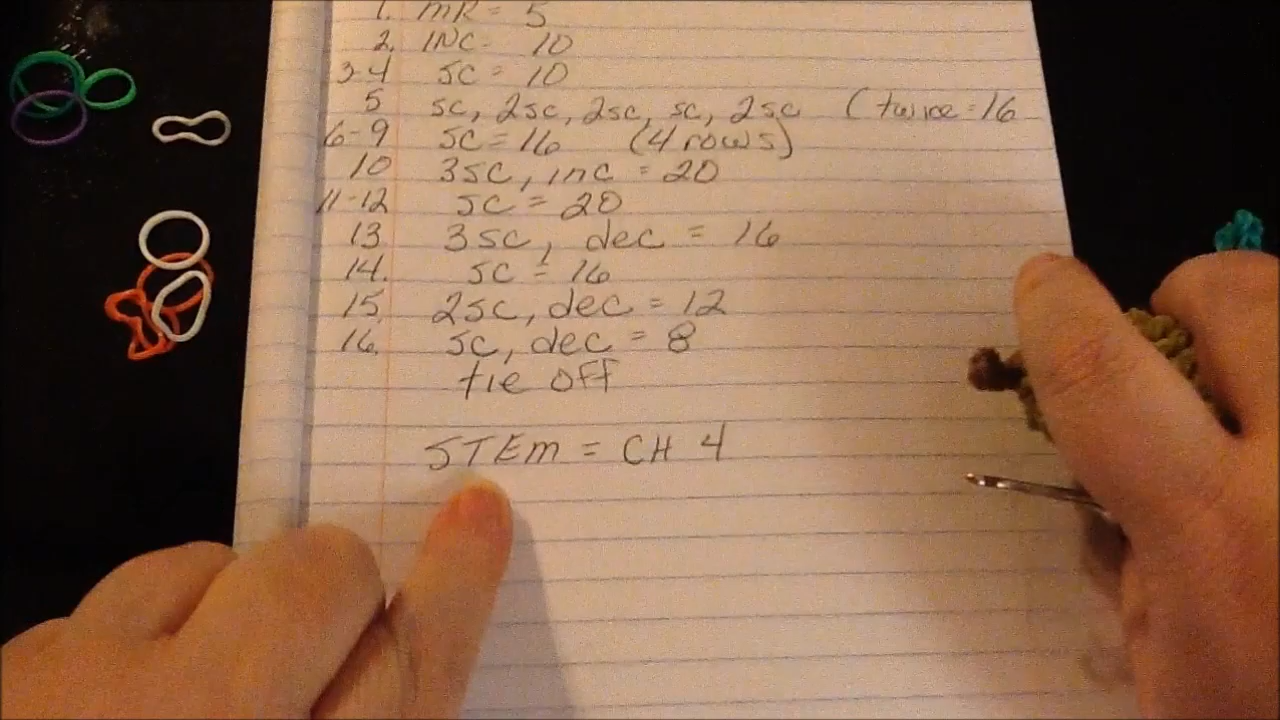 1. MR = 5
2. INC = 10
3-4 SC = 10
5 SC, 2SC, 2SC, SC, 2SC (twice = 16
6-9 SC = 16 (4 rows)
10 3SC, inc = 20
11-12 SC = 20
13 3SC, dec = 16
14. SC = 16
15. 2SC, dec = 12
16. SC, dec = 8
tie off
STEM = CH 4